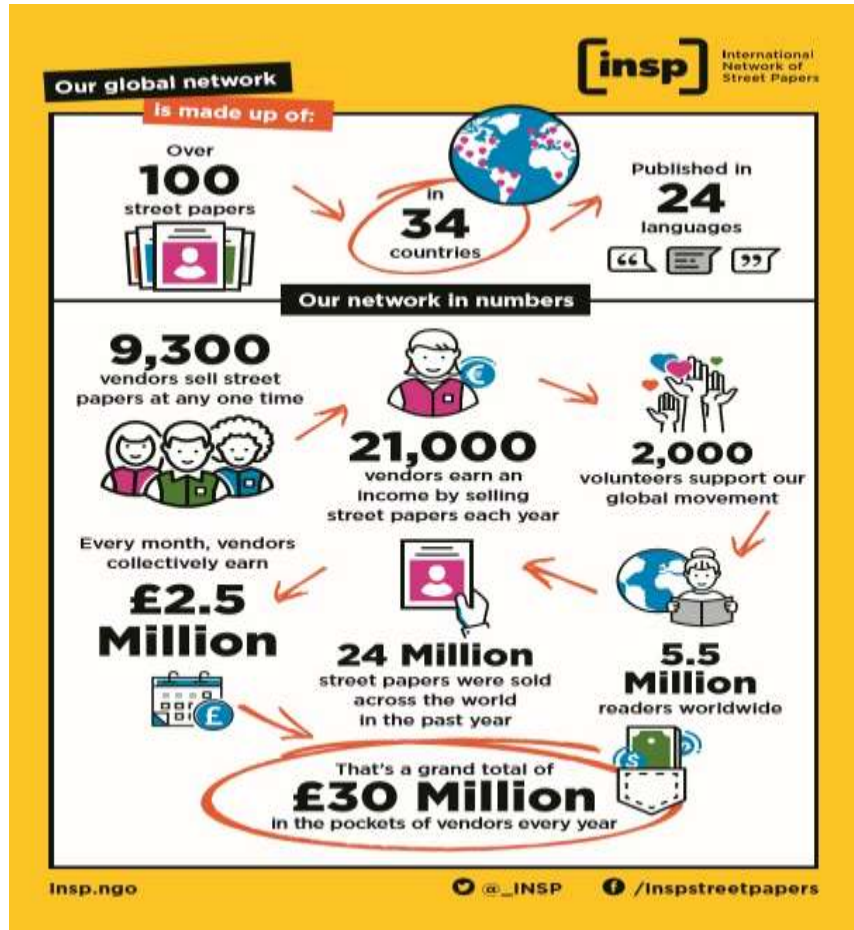 Our global network
is made up of:
[insp]
International
Network of
Street Papers
Over
100
street papers
in
34
countries
Published in
24
languages
Our network in numbers
9,300
vendors sell street
papers at any one time
21,000
vendors earn an
income by selling
street papers each year
2,000
volunteers support our
global movement
Every month, vendors
collectively earn
£2.5
Million
£
24 Million
street papers were sold
across the world
in the past year
5.5
Million
readers worldwide
That's a grand total of
£30 Million
in the pockets of vendors every year
Insp.ngo
@_INSP
/Inspstreetpapers